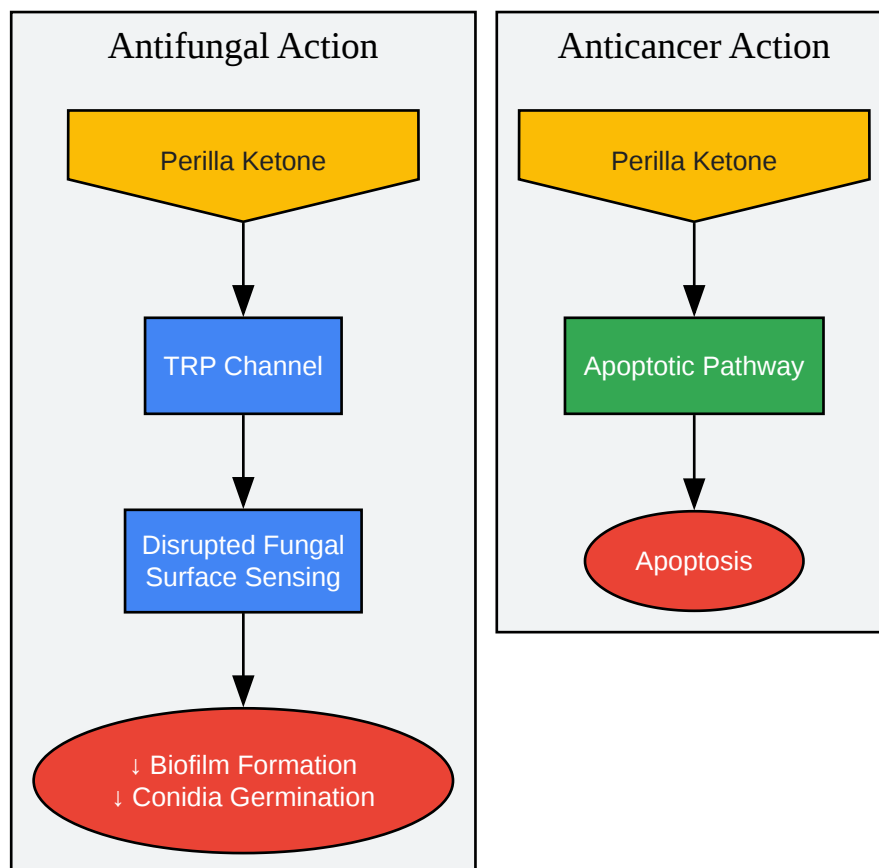 Antifungal Action
Perilla Ketone
TRP Channel
Disrupted Fungal
Surface Sensing
↓ Biofilm Formation
↓ Conidia Germination
Anticancer Action
Perilla Ketone
Apoptotic Pathway
Apoptosis